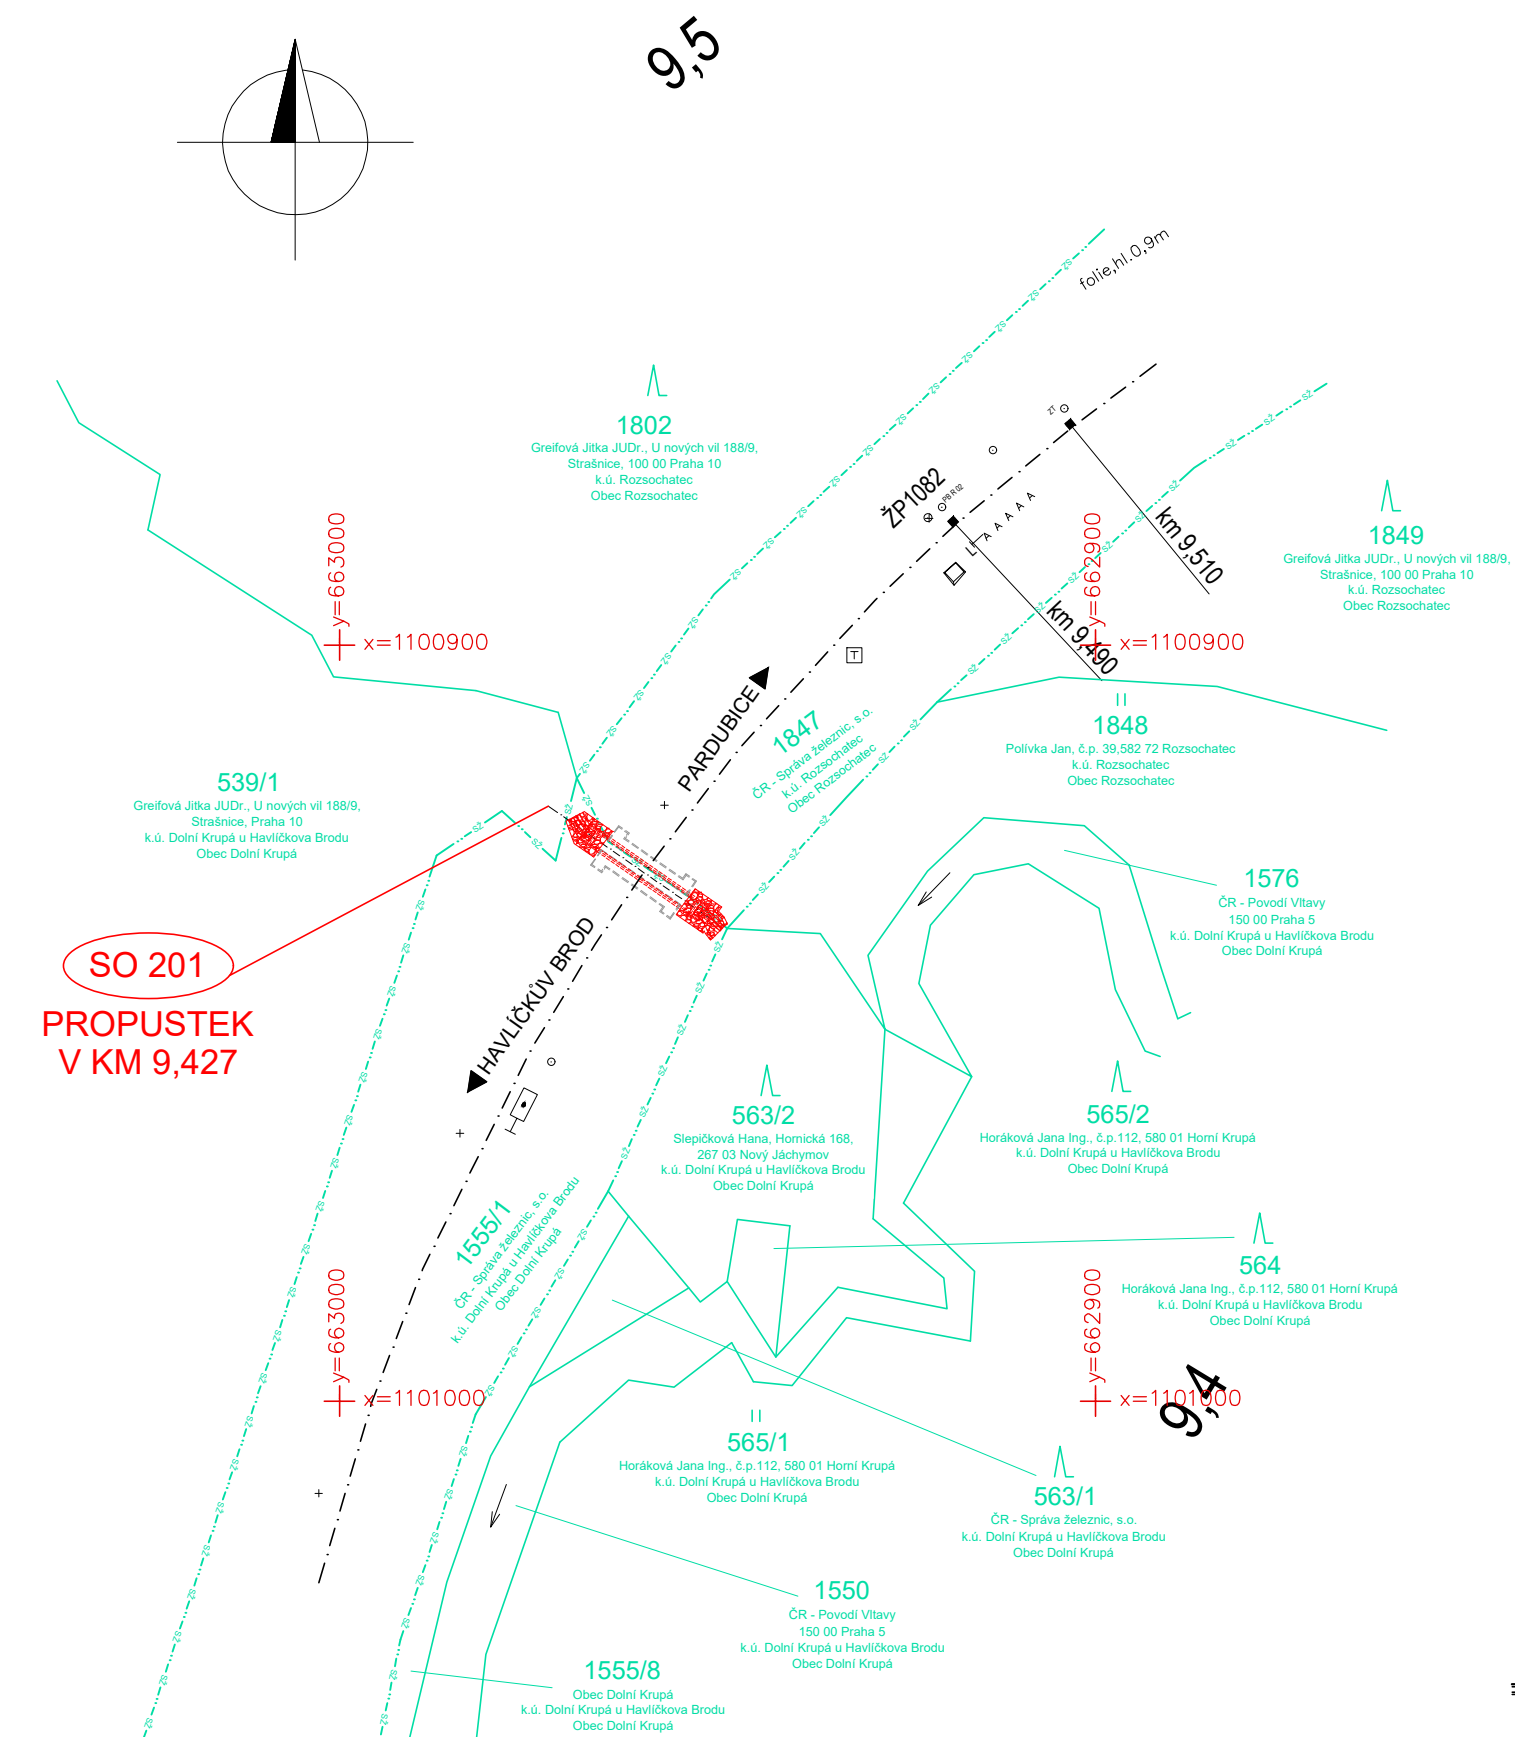 9,5
folie,hl.0,9m
1802
Greifová Jitka JUDr., U nových vil 188/9,
Strašnice, 100 00 Praha 10
k.ú. Rozsochatec
Obec Rozsochatec
ZT
ŽP1082
PB R.02
A A A A A
km 9,510
km 9,490
1849
Greifová Jitka JUDr., U nových vil 188/9,
Strašnice, 100 00 Praha 10
k.ú. Rozsochatec
Obec Rozsochatec
y=663000
x=1100900
y=662900
x=1100900
T
PARDUBICE
1847
ČR - Správa železnic, s.o.
k.ú. Rozsochatec
Obec Rozsochatec
1848
Polívka Jan, č.p. 39,582 72 Rozsochatec
k.ú. Rozsochatec
Obec Rozsochatec
539/1
Greifová Jitka JUDr., U nových vil 188/9,
Strašnice, Praha 10
k.ú. Dolní Krupá u Havlíčkova Brodu
Obec Dolní Krupá
1576
ČR - Povodí Vltavy
150 00 Praha 5
k.ú. Dolní Krupá u Havlíčkova Brodu
Obec Dolní Krupá
SO 201
PROPUSTEK
V KM 9,427
HAVLÍČKŮV BROD
563/2
Slepičková Hana, Hornická 168,
267 03 Nový Jáchymov
k.ú. Dolní Krupá u Havlíčkova Brodu
Obec Dolní Krupá
565/2
Horáková Jana Ing., č.p.112, 580 01 Horní Krupá
k.ú. Dolní Krupá u Havlíčkova Brodu
Obec Dolní Krupá
1555/1
ČR - Správa železnic, s.o.
k.ú. Dolní Krupá u Havlíčkova Brodu
Obec Dolní Krupá
564
Horáková Jana Ing., č.p.112, 580 01 Horní Krupá
k.ú. Dolní Krupá u Havlíčkova Brodu
Obec Dolní Krupá
y=663000
x=1101000
y=662900
x=1101000
9,4
565/1
Horáková Jana Ing., č.p.112, 580 01 Horní Krupá
k.ú. Dolní Krupá u Havlíčkova Brodu
Obec Dolní Krupá
563/1
ČR - Správa železnic, s.o.
k.ú. Dolní Krupá u Havlíčkova Brodu
Obec Dolní Krupá
1550
ČR - Povodí Vltavy
150 00 Praha 5
k.ú. Dolní Krupá u Havlíčkova Brodu
Obec Dolní Krupá
1555/8
Obec Dolní Krupá
k.ú. Dolní Krupá u Havlíčkova Brodu
Obec Dolní Krupá